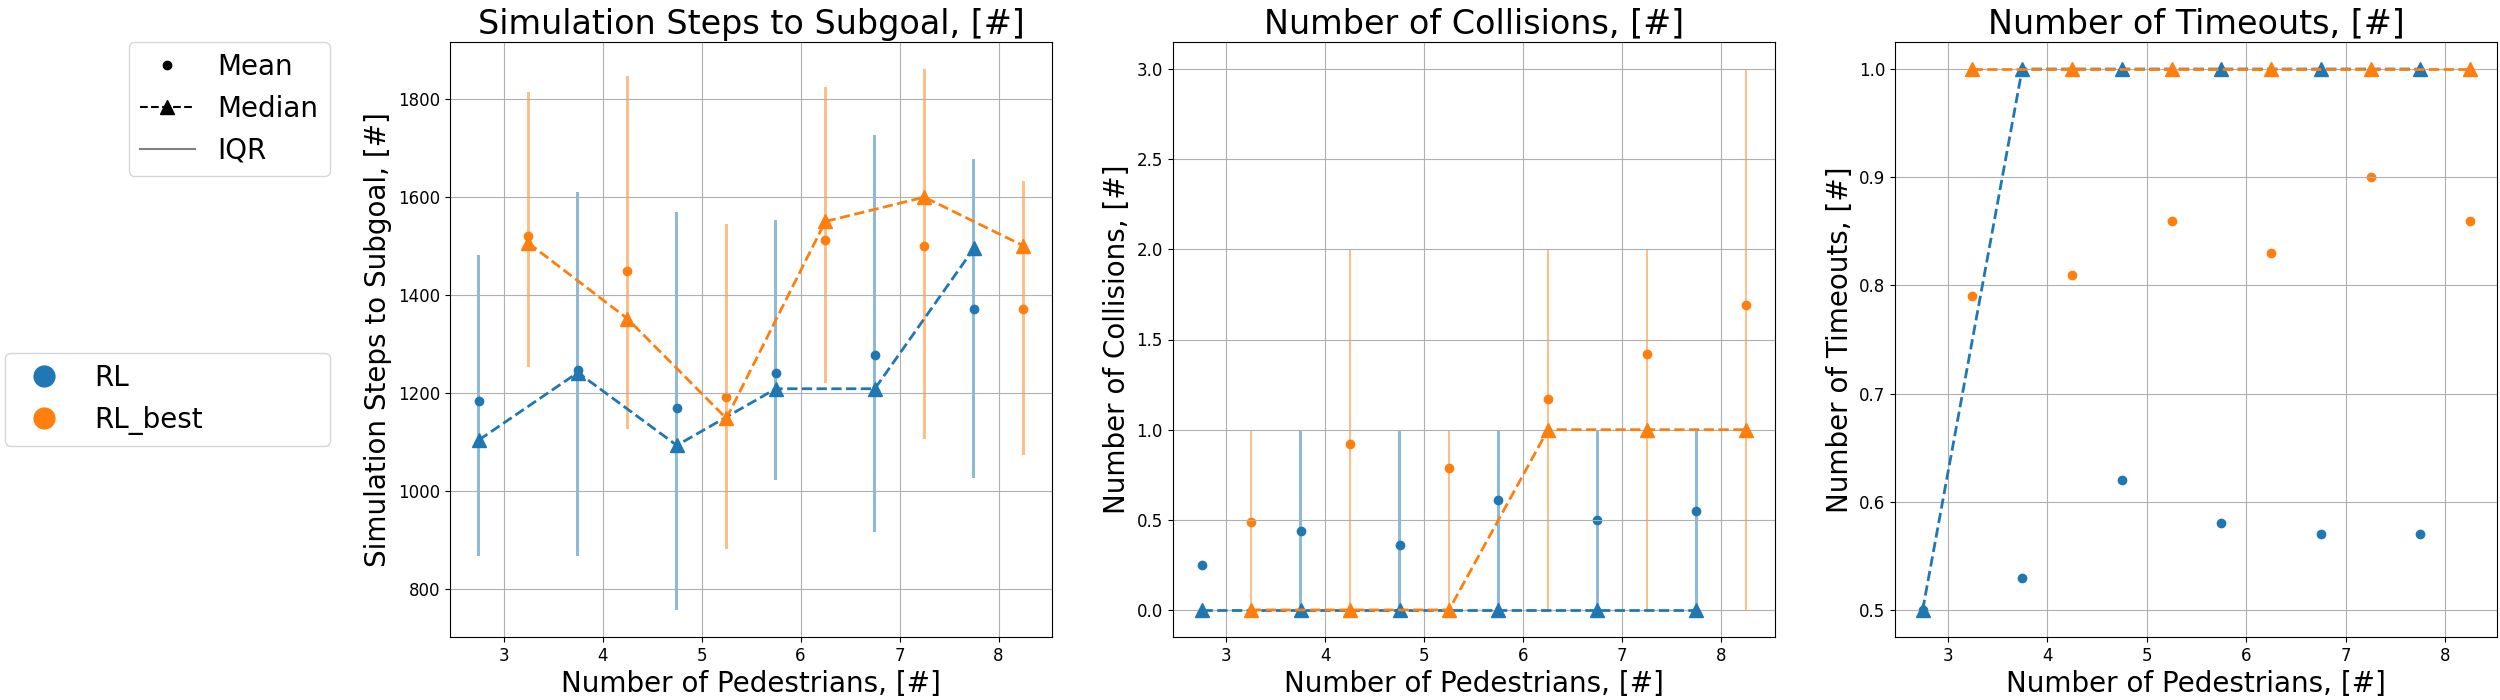 Mean
Median
IQR
RL
RL_best
Simulation Steps to Subgoal, [#]
Simulation Steps to Subgoal, [#]
1800
1600
1400
1200
1000
800
3 4 5 6 7 8
Number of Pedestrians, [#]
Number of Collisions, [#]
Number of Collisions, [#]
3.0
2.5
2.0
1.5
1.0
0.5
0.0
3 4 5 6 7 8
Number of Pedestrians, [#]
Number of Timeouts, [#]
Number of Timeouts, [#]
1.0
0.9
0.8
0.7
0.6
0.5
3 4 5 6 7 8
Number of Pedestrians, [#]